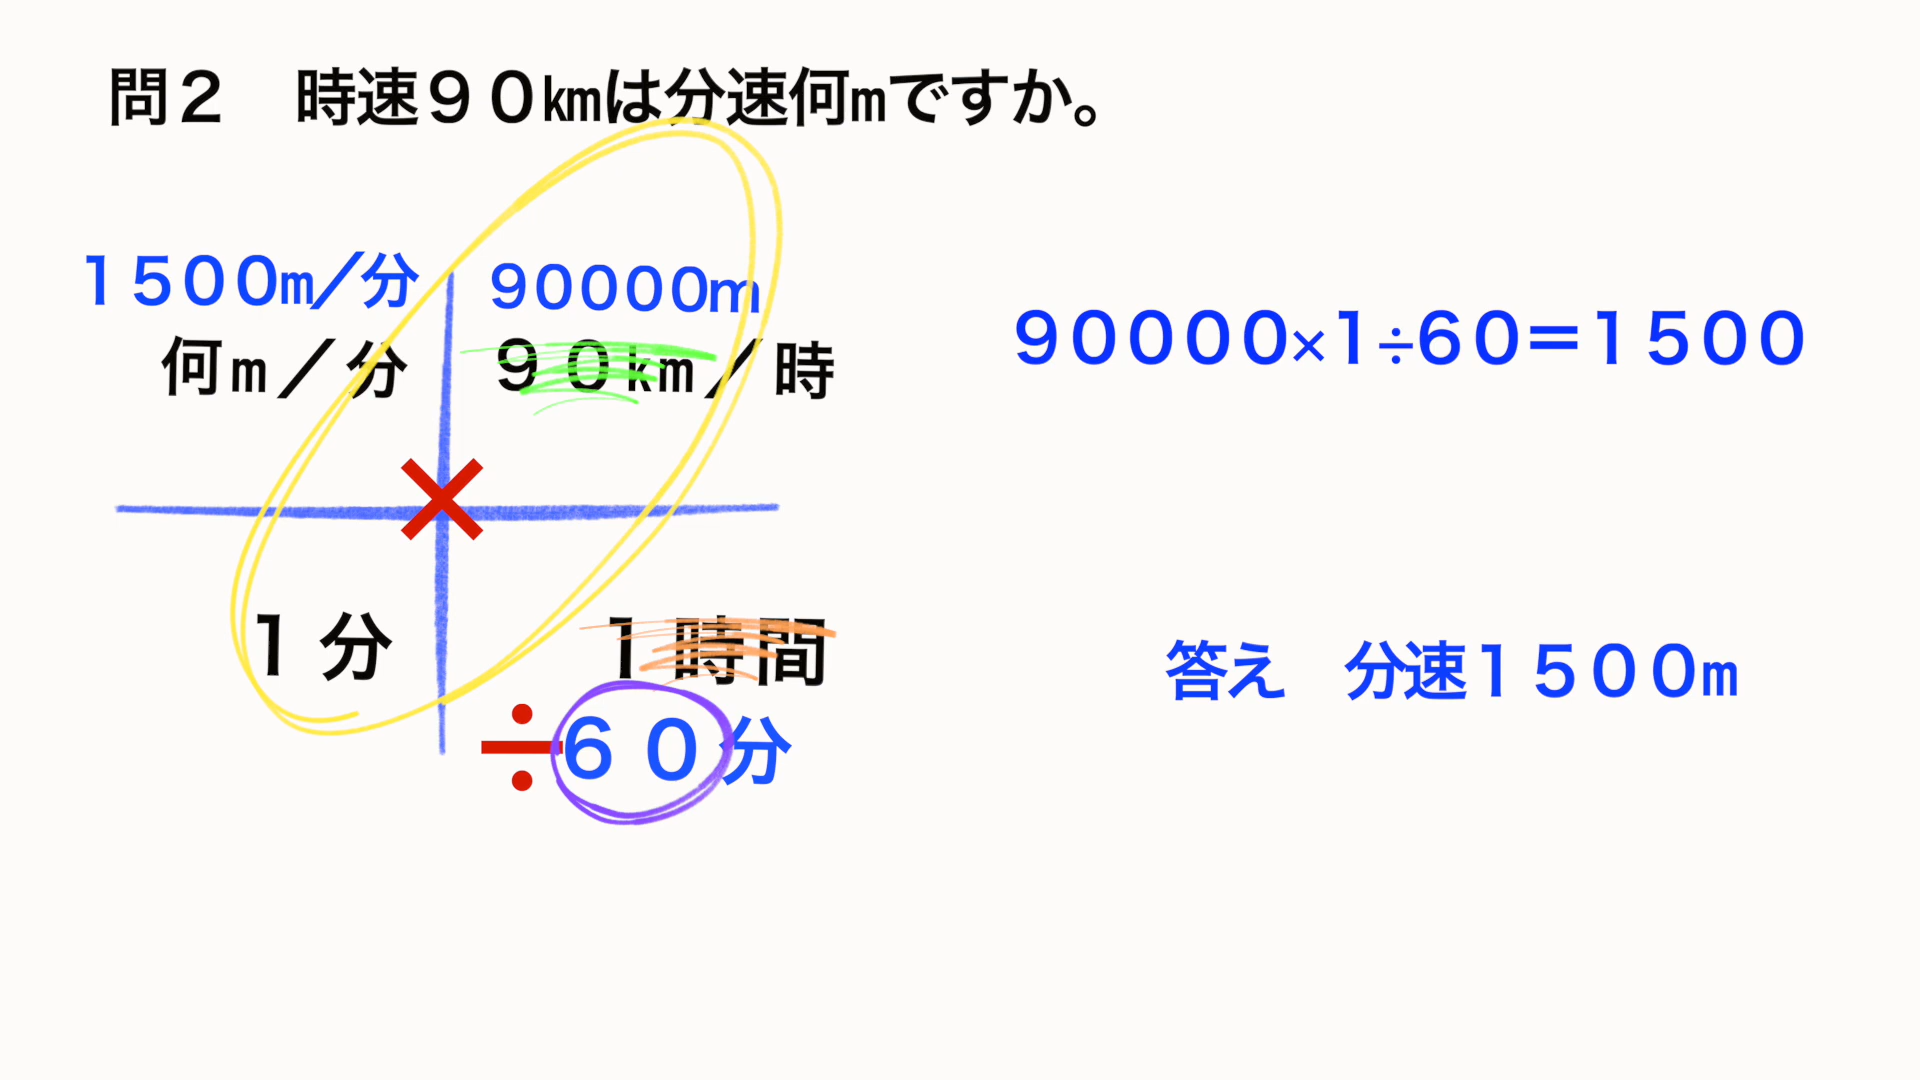 問２　時速９０㎞は分速何mですか。
１５００m／分
９００００m
何m／分
９０km／時
９００００×１÷６０＝１５００
×
１分
１時間
÷６０分
答え　分速１５００m